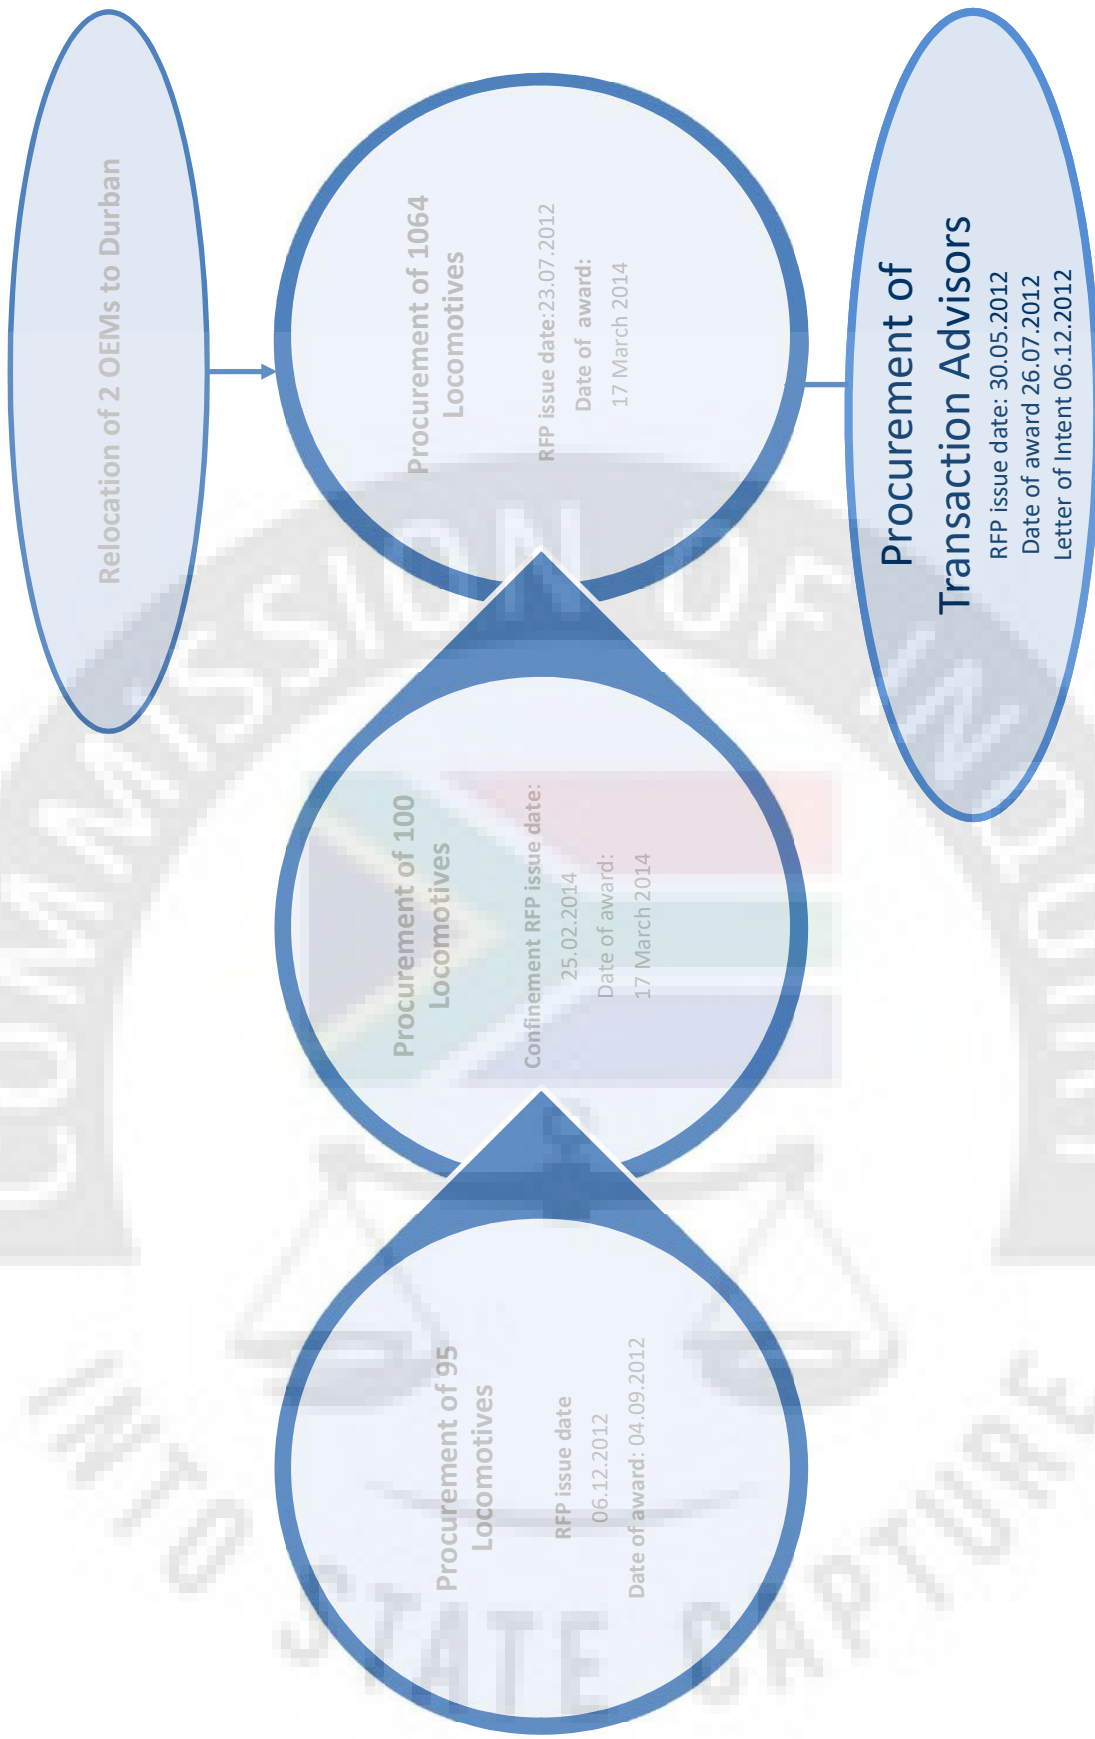 Relocation of 2 OEMs to Durban
Procurement of 95
Locomotives
RFP issue date
06.12.2012
Date of award: 04.09.2012
Procurement of 100
Locomotives
Confinement RFP issue date:
25.02.2014
Date of award:
17 March 2014
Procurement of 1064
Locomotives
RFP issue date:23.07.2012
Date of  award:
17 March 2014
Procurement of
Transaction Advisors
RFP issue date: 30.05.2012
Date of award 26.07.2012
Letter of Intent 06.12.2012
COMMISSION OF INQUIRY
INTO STATE CAPTURE